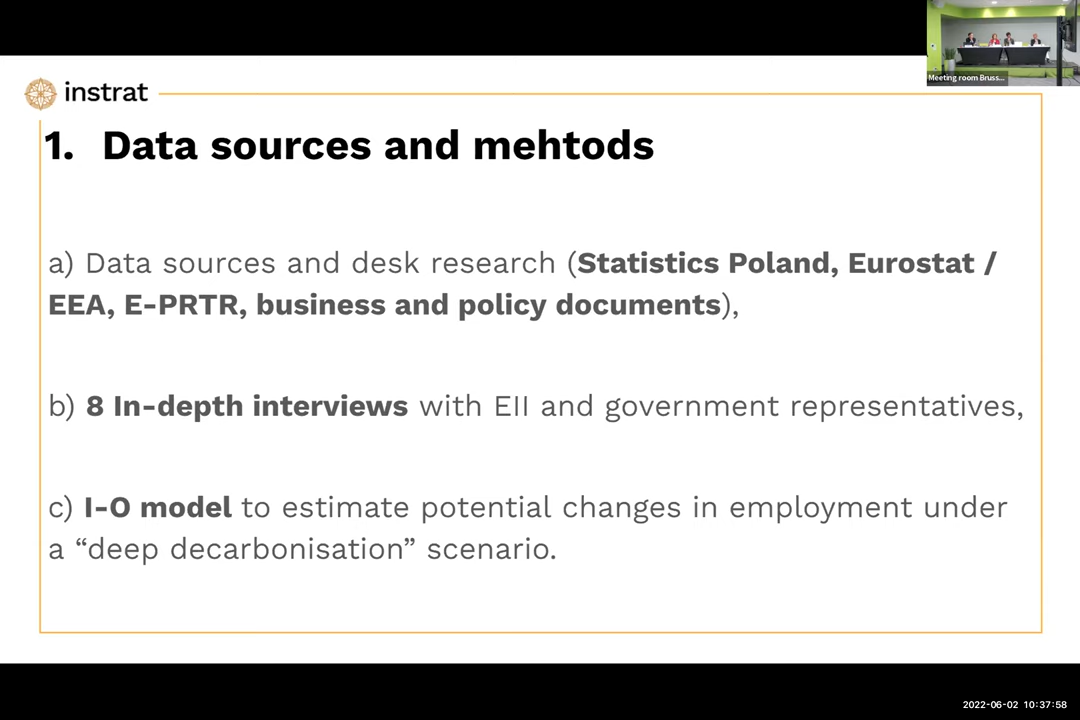 Meeting room Bruss...
instrat
1. Data sources and mehtods
a) Data sources and desk research (Statistics Poland, Eurostat /
EEA, E-PRTR, business and policy documents),
b) 8 In-depth interviews with EII and government representatives,
c) I-O model to estimate potential changes in employment under
a “deep decarbonisation” scenario.
2022-06-02 10:37:58